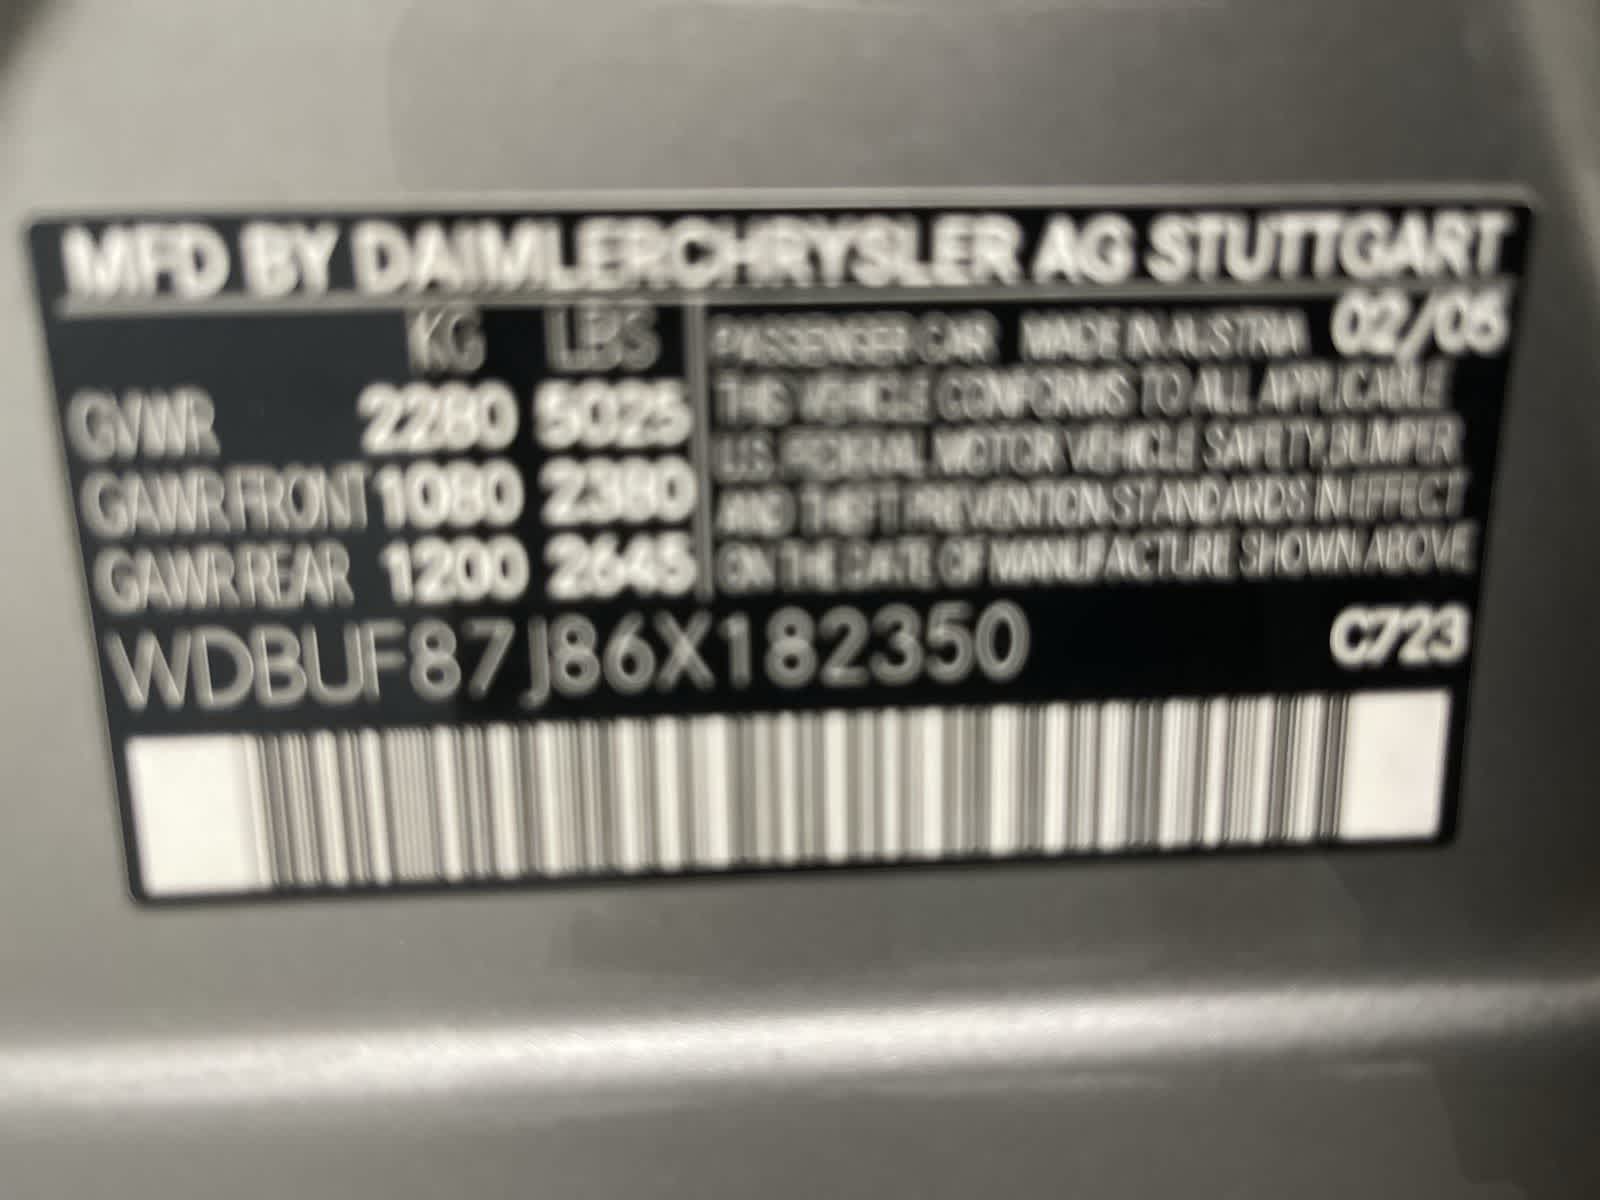 MFD BY DAIMLERCHRYSLER AG STUTTGART
KG LBS
GVWR 2280 5025
GAWR FRONT 1080 2380
GAWR REAR 1200 2645
PASSENGER CAR MADE IN AUSTRIA 02/05
THIS VEHICLE CONFORMS TO ALL APPLICABLE
U.S. FEDERAL MOTOR VEHICLE SAFETY, BUMPER
AND THEFT PREVENTION STANDARDS IN EFFECT
ON THE DATE OF MANUFACTURE SHOWN ABOVE
WDBUF87J86X182350 C723